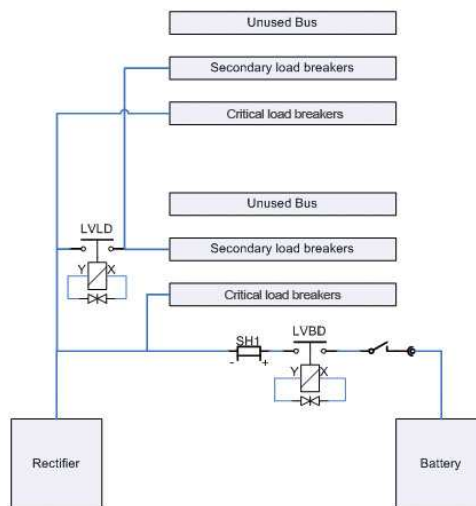 Unused Bus
Secondary load breakers
Critical load breakers
Unused Bus
LVLD
Secondary load breakers
Y X
Critical load breakers
SH1 LVBD
- +
Y X
Rectifier
Battery